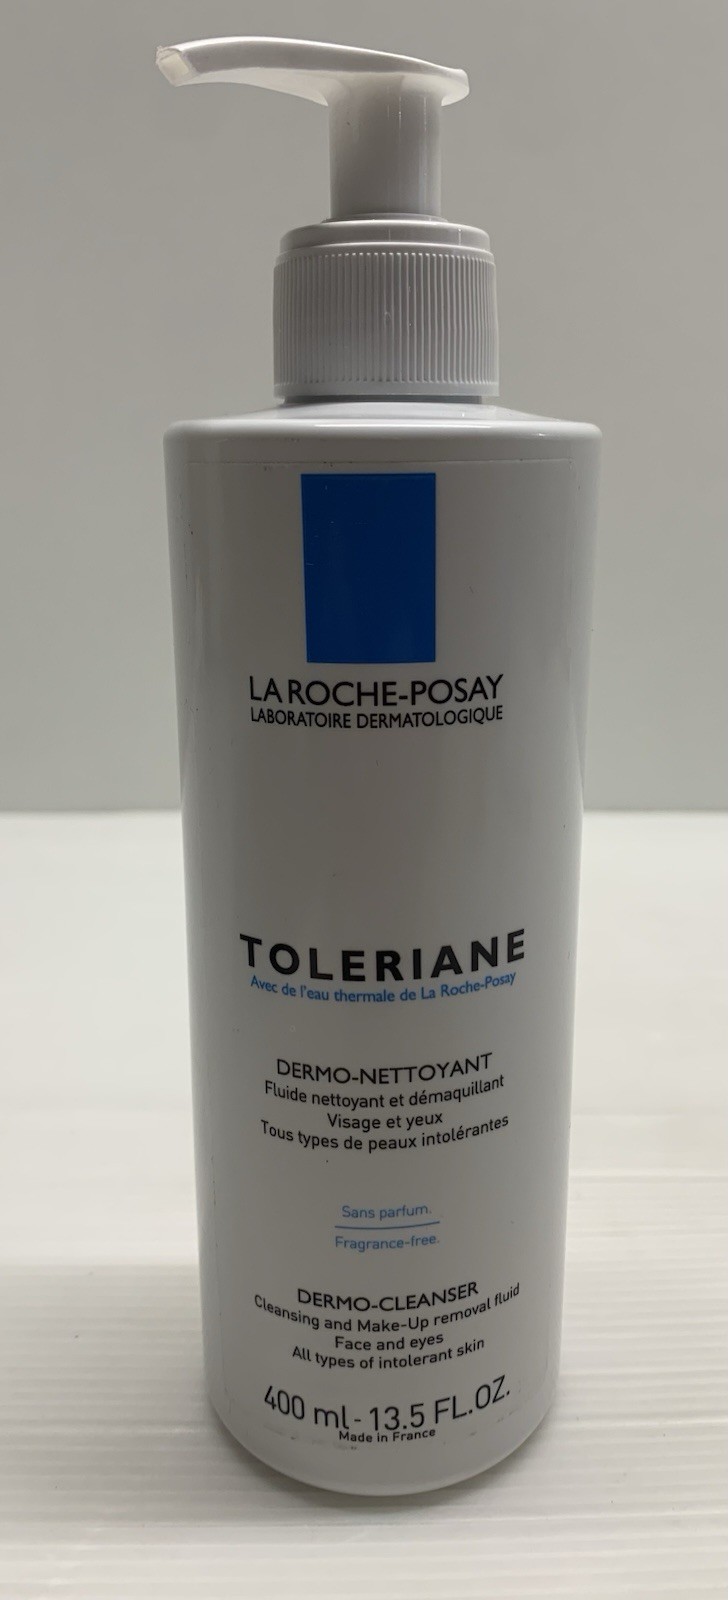 LA ROCHE-POSAY
LABORATOIRE DERMATOLOGIQUE
TOLERIANE
Avec de l'eau thermale de La Roche-Posay
DERMO-NETTOYANT
Fluide nettoyant et démaquillant
Visage et yeux
Tous types de peaux intolérantes
Sans parfum.
Fragrance-free.
DERMO-CLEANSER
Cleansing and Make-Up removal fluid
Face and eyes
All types of intolerant skin
400 ml - 13.5 FL.OZ.
Made in France